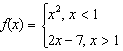 f(x) = { x², x < 1
2x - 7, x > 1